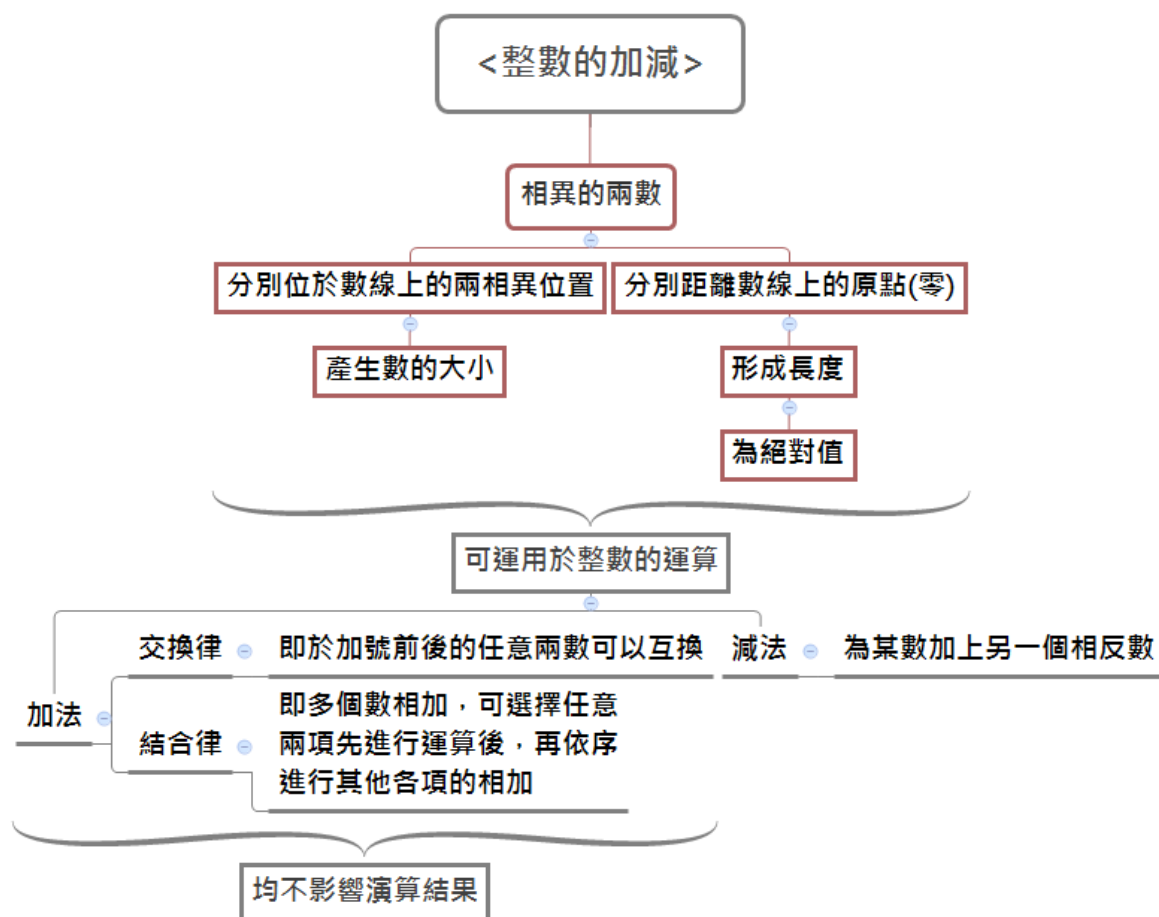 <整數的加減>
相異的兩數
分別位於數線上的兩相異位置
分別距離數線上的原點(零)
產生數的大小
形成長度
為絕對值
可運用於整數的運算
加法
交換律
即於加號前後的任意兩數可以互換
結合律
即多個數相加，可選擇任意
兩項先進行運算後，再依序
進行其他各項的相加
減法
為某數加上另一個相反數
均不影響演算結果